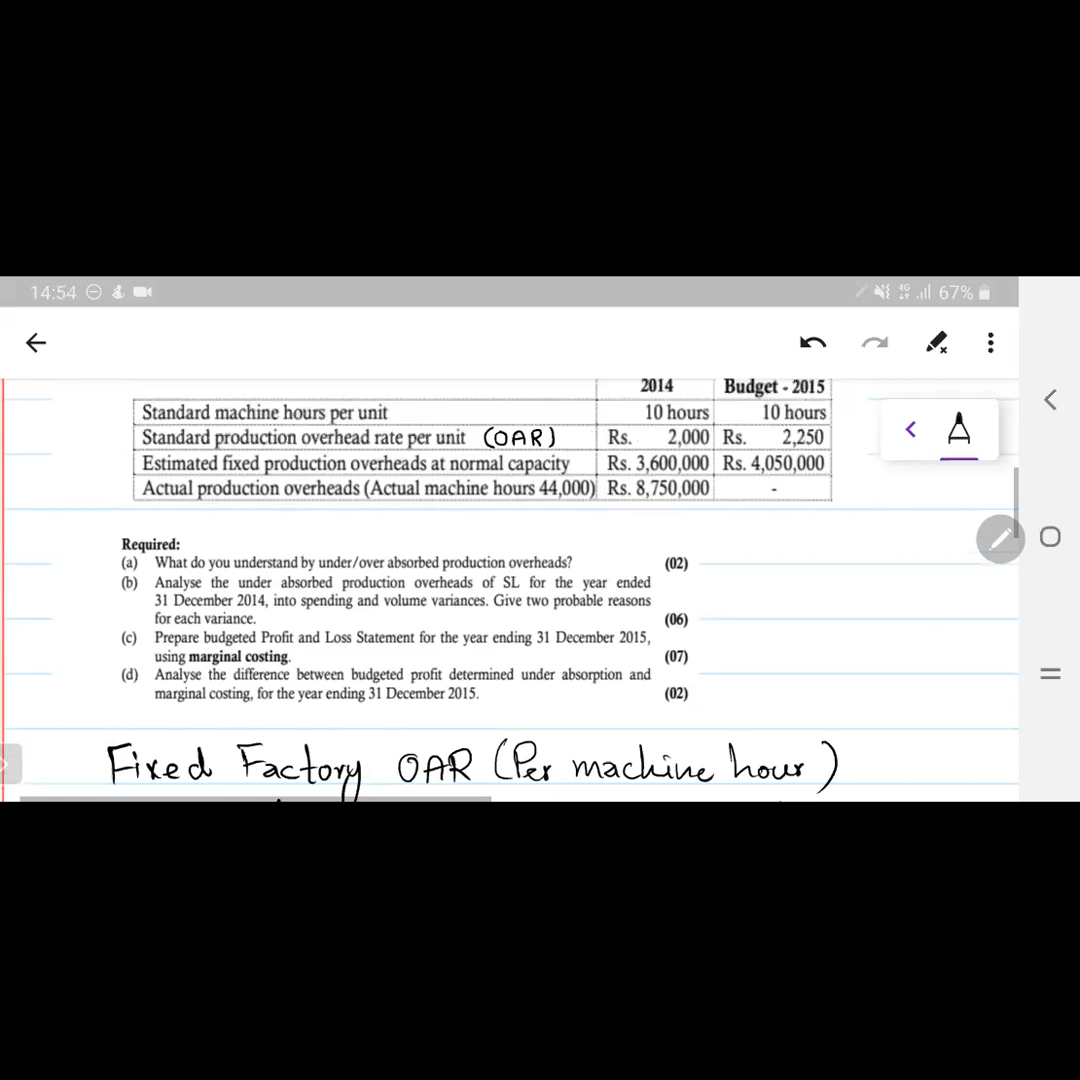 14:54 4G 67%
2014 Budget - 2015
Standard machine hours per unit 10 hours 10 hours
Standard production overhead rate per unit (OAR) Rs. 2,000 Rs. 2,250
Estimated fixed production overheads at normal capacity Rs. 3,600,000 Rs. 4,050,000
Actual production overheads (Actual machine hours 44,000) Rs. 8,750,000 -
Required:
(a) What do you understand by under/over absorbed production overheads? (02)
(b) Analyse the under absorbed production overheads of SL for the year ended
31 December 2014, into spending and volume variances. Give two probable reasons
for each variance. (06)
(c) Prepare budgeted Profit and Loss Statement for the year ending 31 December 2015,
using marginal costing. (07)
(d) Analyse the difference between budgeted profit determined under absorption and
marginal costing, for the year ending 31 December 2015. (02)
Fixed Factory OAR (Per machine hour)